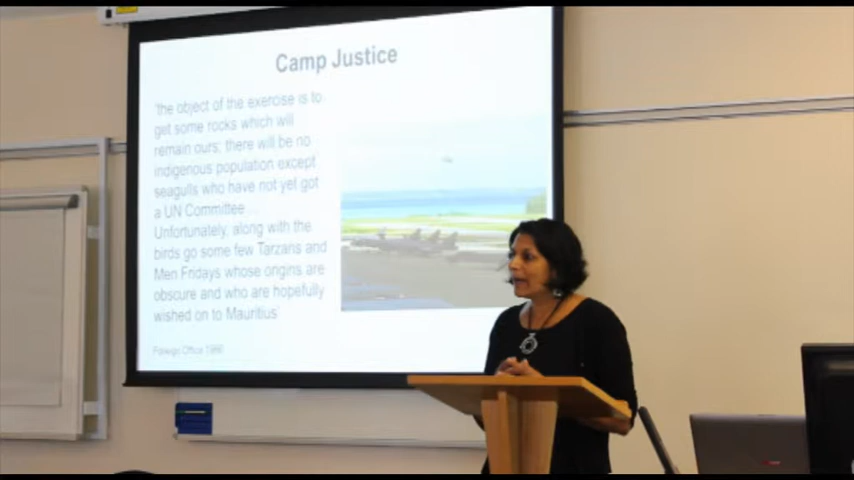 Camp Justice
'the object of the exercise is to
get some rocks which will
remain ours; there will be no
indigenous population except
seagulls who have not yet got
a UN Committee ...
Unfortunately, along with the
birds go some few Tarzans and
Men Fridays whose origins are
obscure and who are hopefully
wished on to Mauritius'
Foreign Office 1966